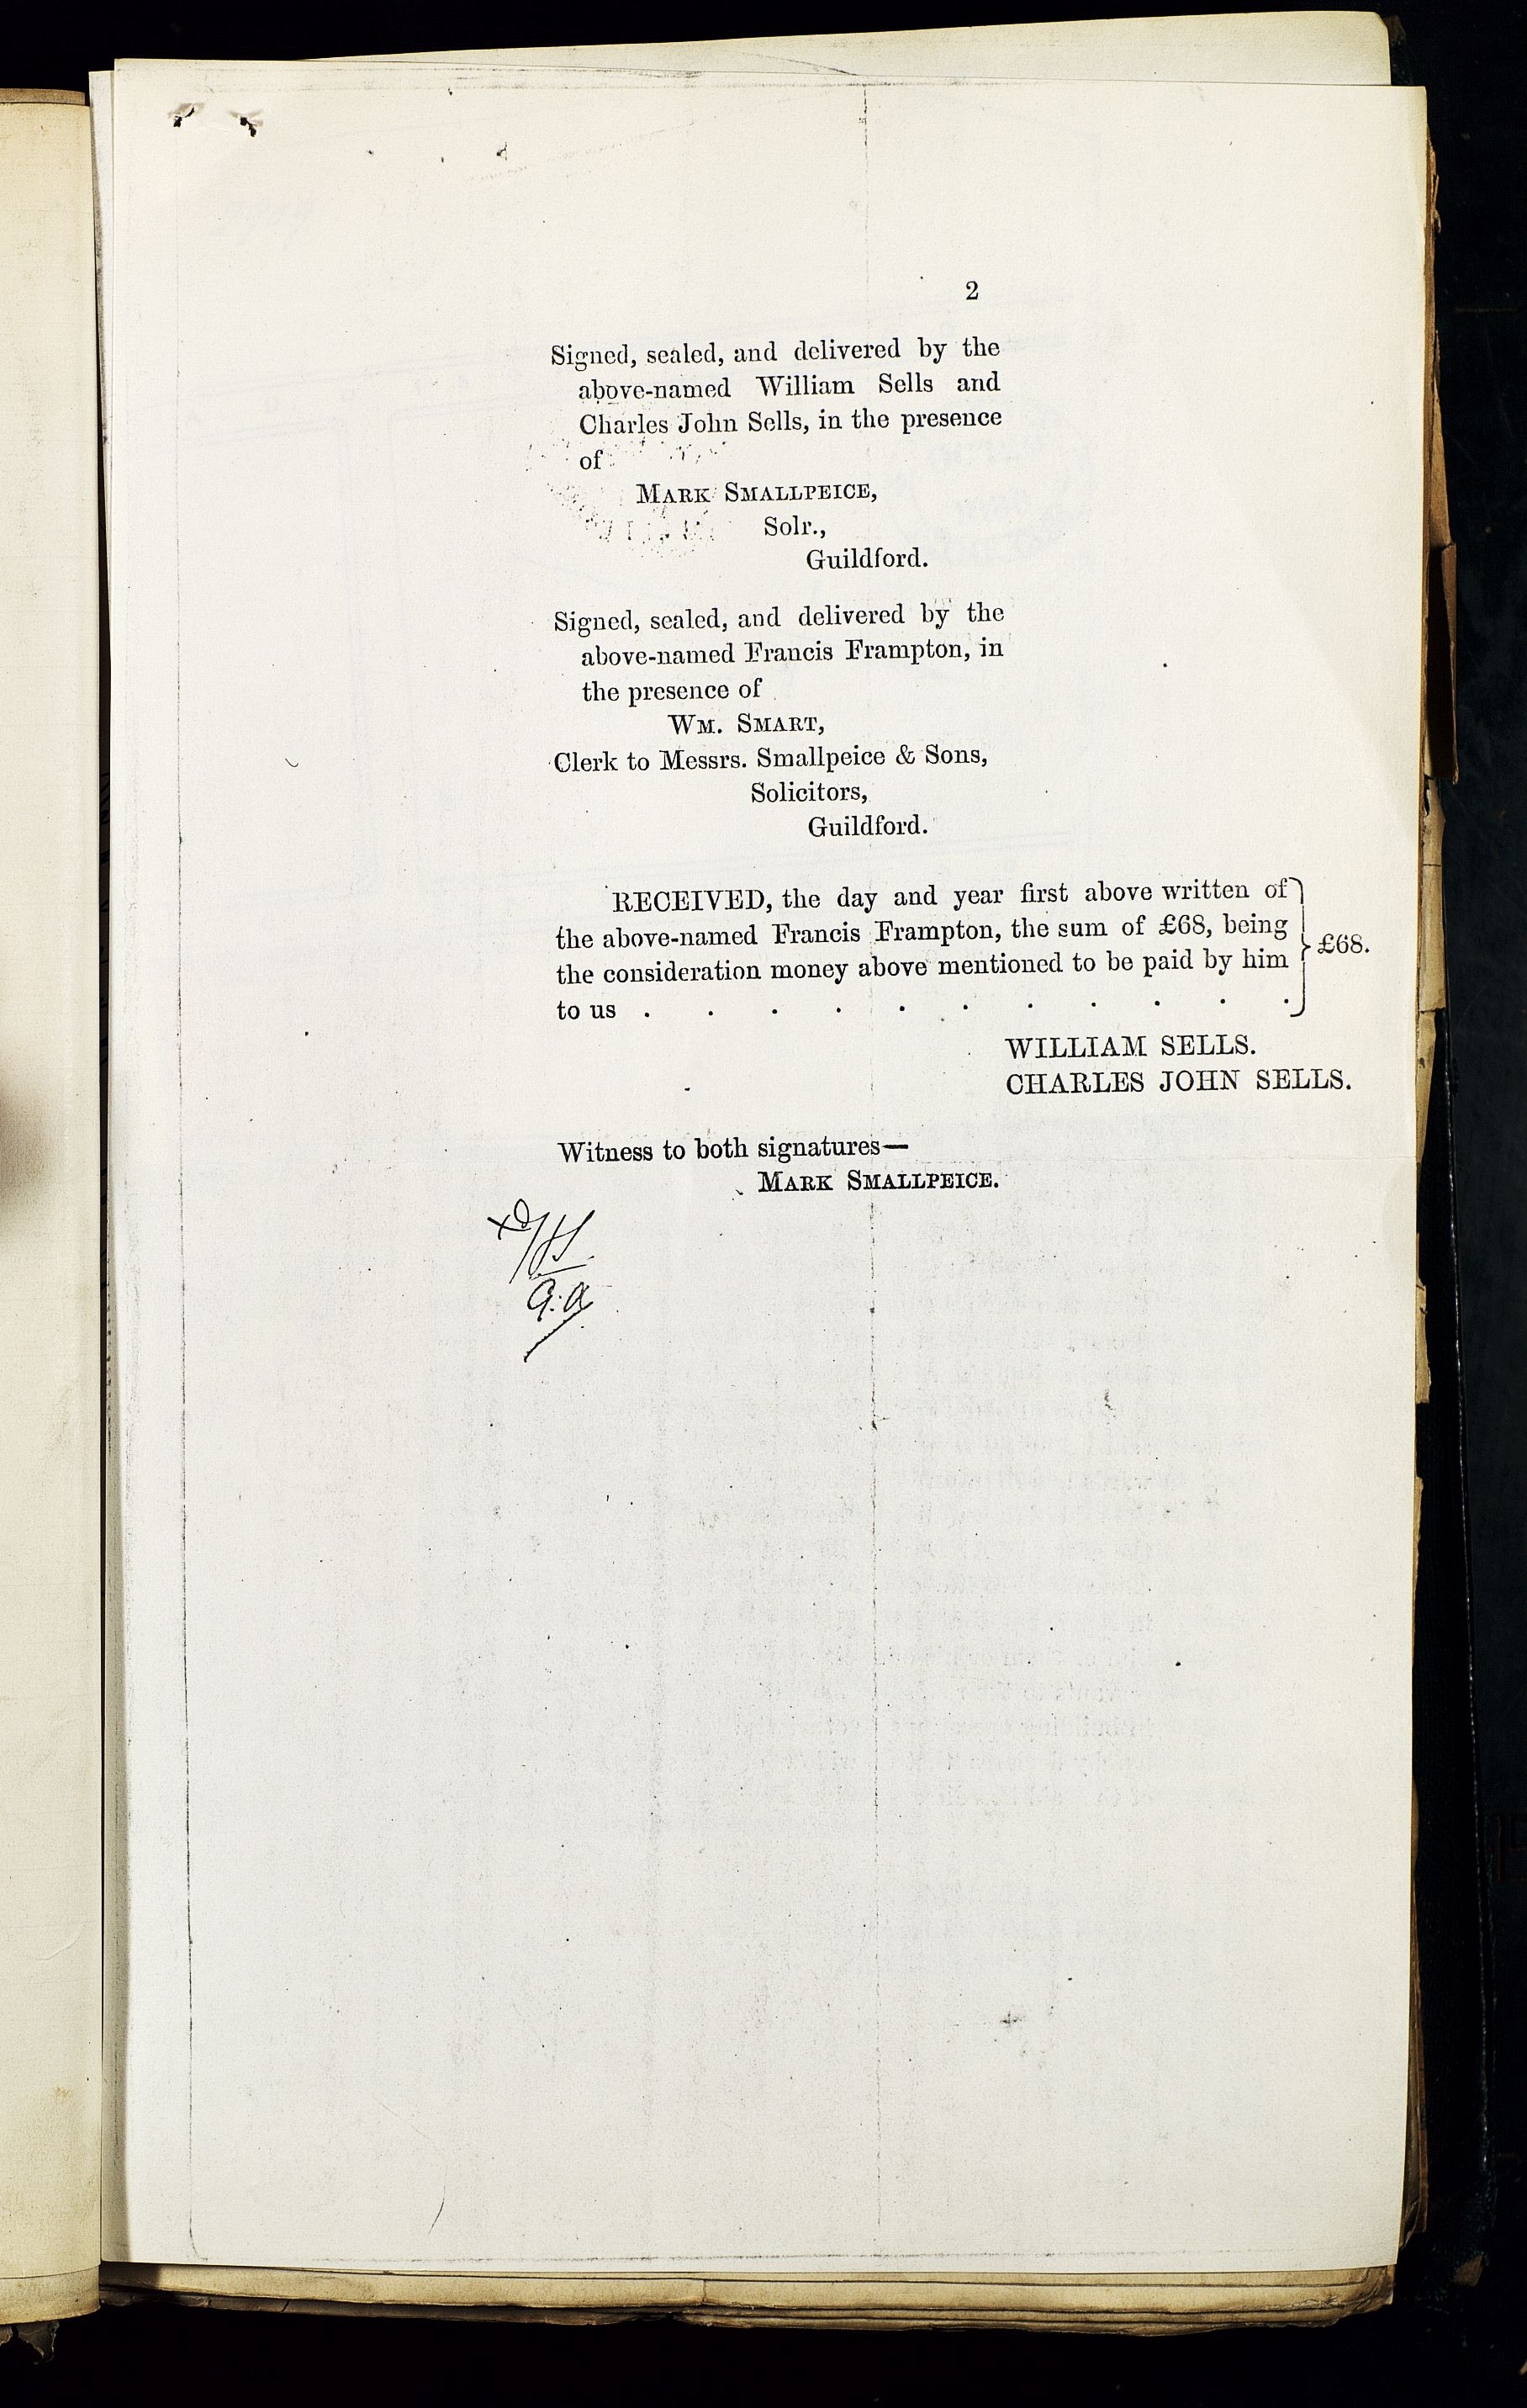 2
Signed, sealed, and delivered by the
above-named William Sells and
Charles John Sells, in the presence
of
MARK SMALLPEICE,
Solr.,
Guildford.
Signed, sealed, and delivered by the
above-named Francis Frampton, in
the presence of
WM. SMART,
Clerk to Messrs. Smallpeice & Sons,
Solicitors,
Guildford.
RECEIVED, the day and year first above written of
the above-named Francis Frampton, the sum of £68, being
the consideration money above mentioned to be paid by him
to us . . . . . . . . . . .
£68.
WILLIAM SELLS.
CHARLES JOHN SELLS.
Witness to both signatures—
MARK SMALLPEICE.